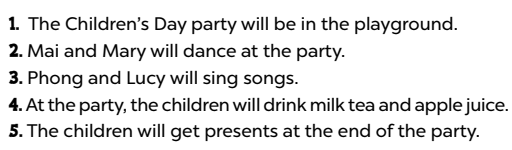 1. The Children's Day party will be in the playground.
2. Mai and Mary will dance at the party.
3. Phong and Lucy will sing songs.
4. At the party, the children will drink milk tea and apple juice.
5. The children will get presents at the end of the party.